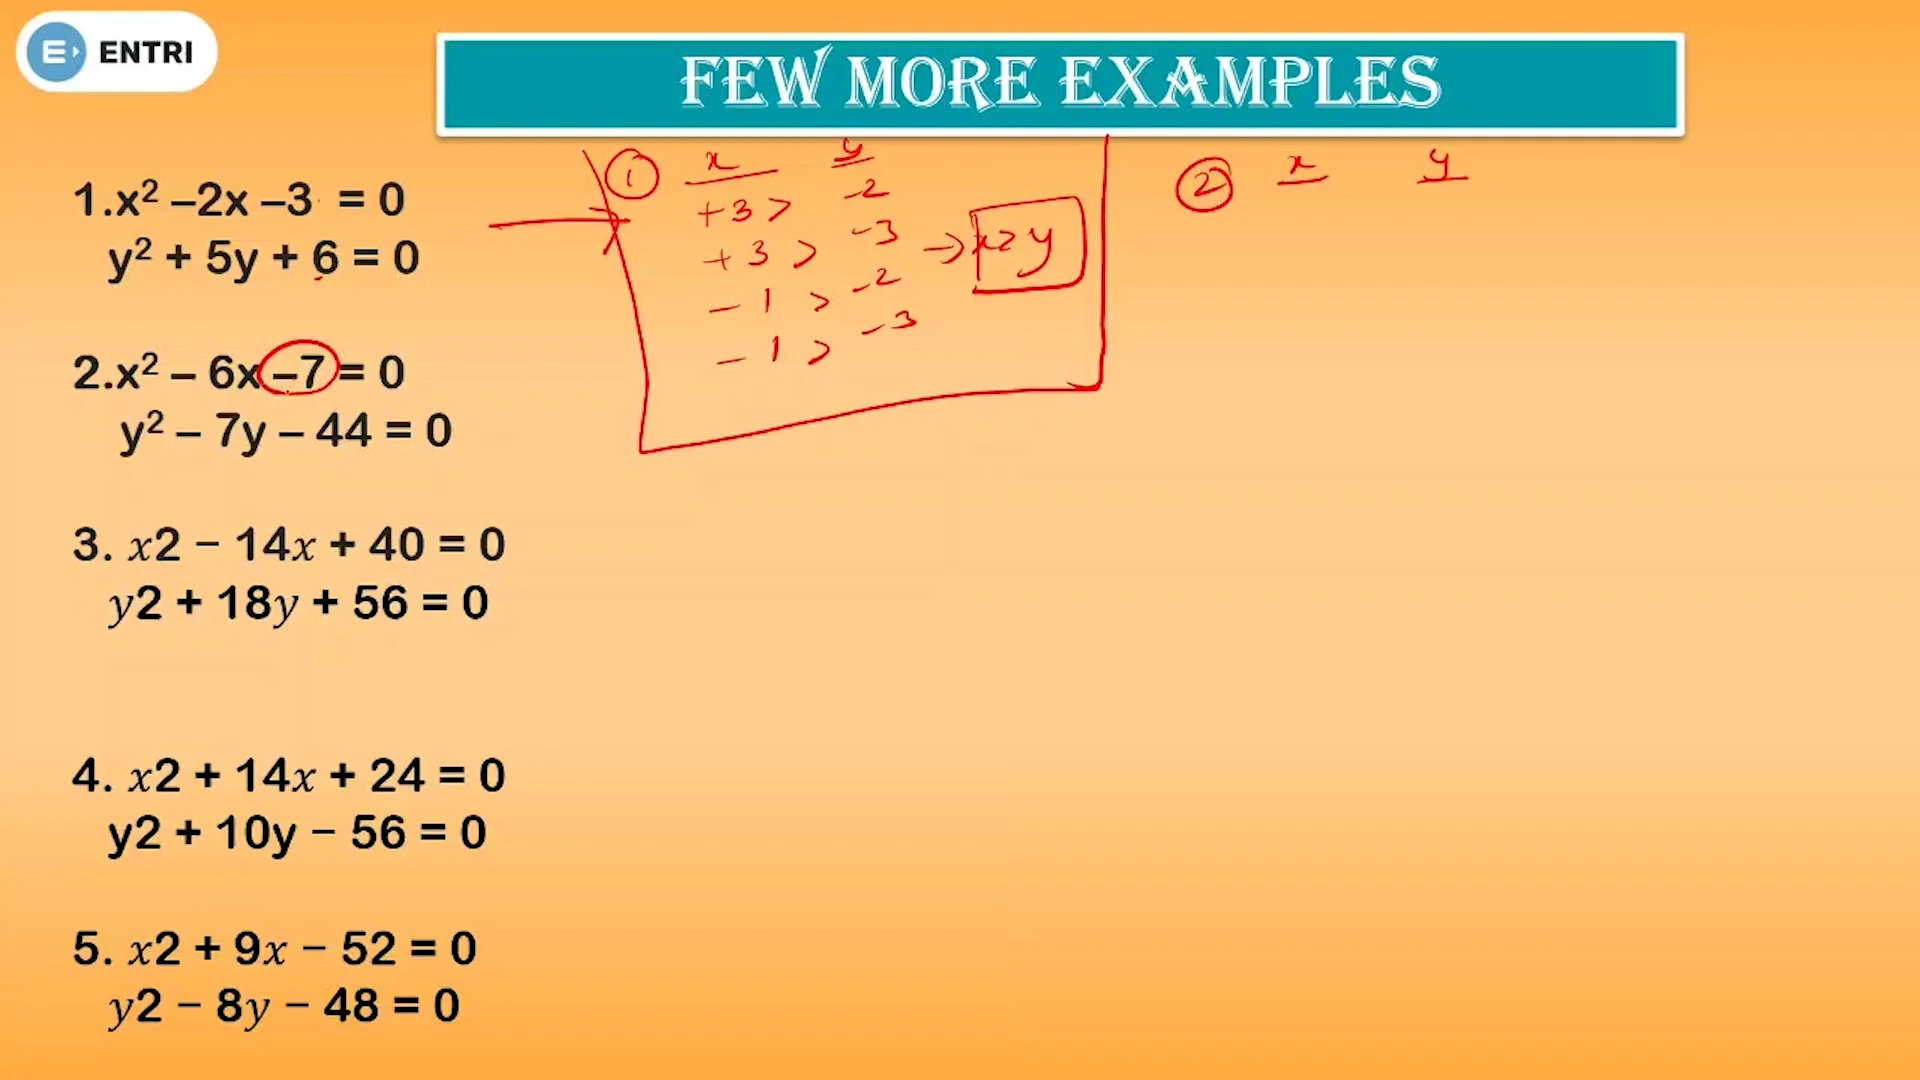 ENTRI
FEW MORE EXAMPLES
1.x² –2x –3 = 0
y² + 5y + 6 = 0
2.x² – 6x –7 = 0
y² – 7y – 44 = 0
3. x2 − 14x + 40 = 0
y2 + 18y + 56 = 0
4. x2 + 14x + 24 = 0
y2 + 10y − 56 = 0
5. x2 + 9x − 52 = 0
y2 − 8y − 48 = 0
① x y
+3 > -2
+3 > -3 → x > y
-1 > -2
-1 > -3
② x y